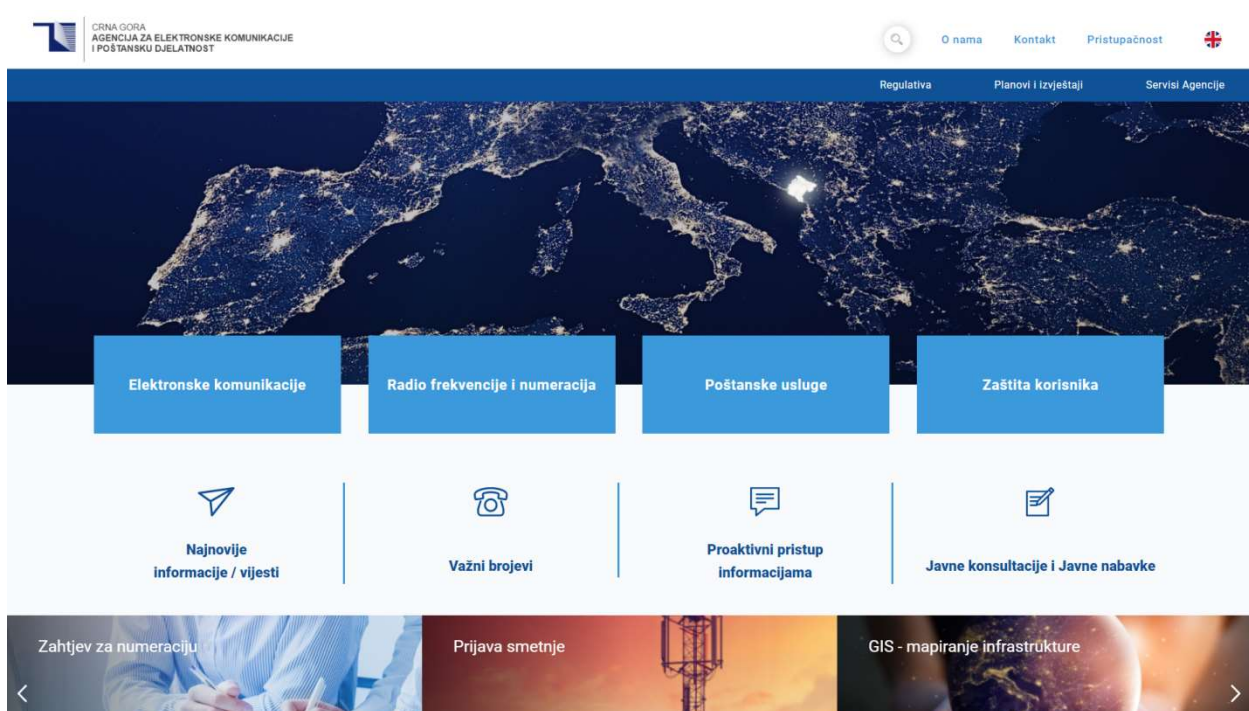 CRNA GORA
AGENCIJA ZA ELEKTRONSKE KOMUNIKACIJE
I POŠTANSKU DJELATNOST
O nama
Kontakt
Pristupačnost
Regulativa
Planovi i izvještaji
Servisi Agencije
Elektronske komunikacije
Radio frekvencije i numeracija
Poštanske usluge
Zaštita korisnika
Najnovije
informacije / vijesti
Važni brojevi
Proaktivni pristup
informacijama
Javne konsultacije i Javne nabavke
Zahtjev za numeraciju
Prijava smetnje
GIS - mapiranje infrastrukture